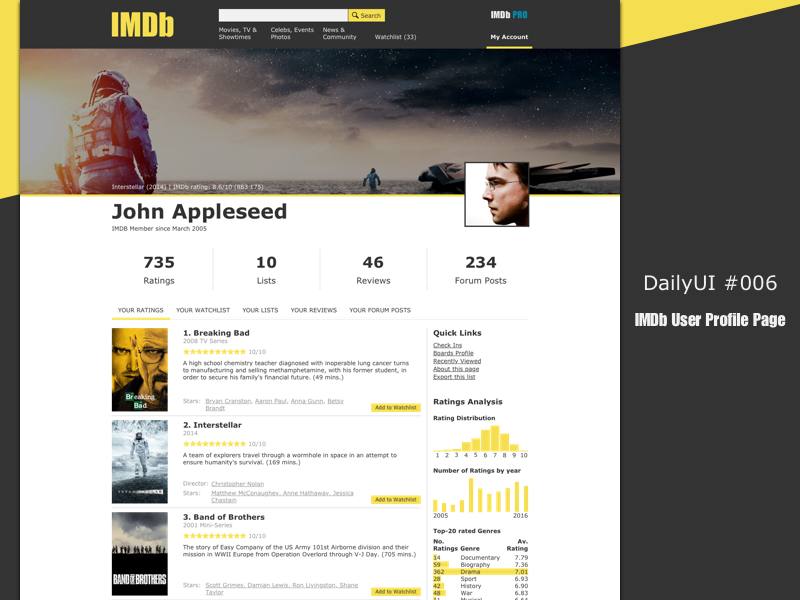 IMDb
Search
IMDb PRO
Movies, TV &
Showtimes
Celebs, Events
Photos
News &
Community
Watchlist (33)
My Account
Interstellar (2014) | IMDb rating: 8.6/10 (863 175)
John Appleseed
IMDB Member since March 2005
735
Ratings
10
Lists
46
Reviews
234
Forum Posts
YOUR RATINGS
YOUR WATCHLIST
YOUR LISTS
YOUR REVIEWS
YOUR FORUM POSTS
Breaking
Bad
1. Breaking Bad
2008 TV Series
10/10
A high school chemistry teacher diagnosed with inoperable lung cancer turns
to manufacturing and selling methamphetamine, with his former student, in
order to secure his family's financial future. (49 mins.)
Stars: Bryan Cranston, Aaron Paul, Anna Gunn, Betsy
Brandt
Add to Watchlist
INTERSTELLAR
2. Interstellar
2014
10/10
A team of explorers travel through a wormhole in space in an attempt to
ensure humanity's survival. (169 mins.)
Director: Christopher Nolan
Stars: Matthew McConaughey, Anne Hathaway, Jessica
Chastain
Add to Watchlist
BAND OF BROTHERS
3. Band of Brothers
2001 Mini-Series
10/10
The story of Easy Company of the US Army 101st Airborne division and their
mission in WWII Europe from Operation Overlord through V-J Day. (705 mins.)
Stars: Scott Grimes, Damian Lewis, Ron Livingston, Shane
Taylor
Add to Watchlist
Quick Links
Check Ins
Boards Profile
Recently Viewed
About this page
Export this list
Ratings Analysis
Rating Distribution
1 2 3 4 5 6 7 8 9 10
Number of Ratings by year
2005 2016
Top-20 rated Genres
No. Av.
Ratings Genre Rating
14 Documentary 7.79
59 Biography 7.36
362 Drama 7.01
28 Sport 6.93
42 History 6.90
48 War 6.83
Musical
DailyUI #006
IMDb User Profile Page